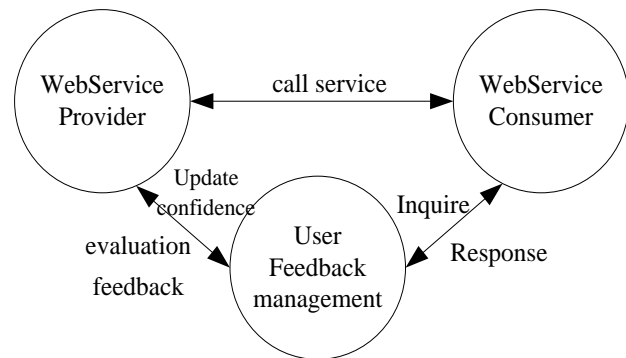 WebService
Provider
call service
WebService
Consumer
Update
confidence
evaluation
feedback
User
Feedback
management
Inquire
Response